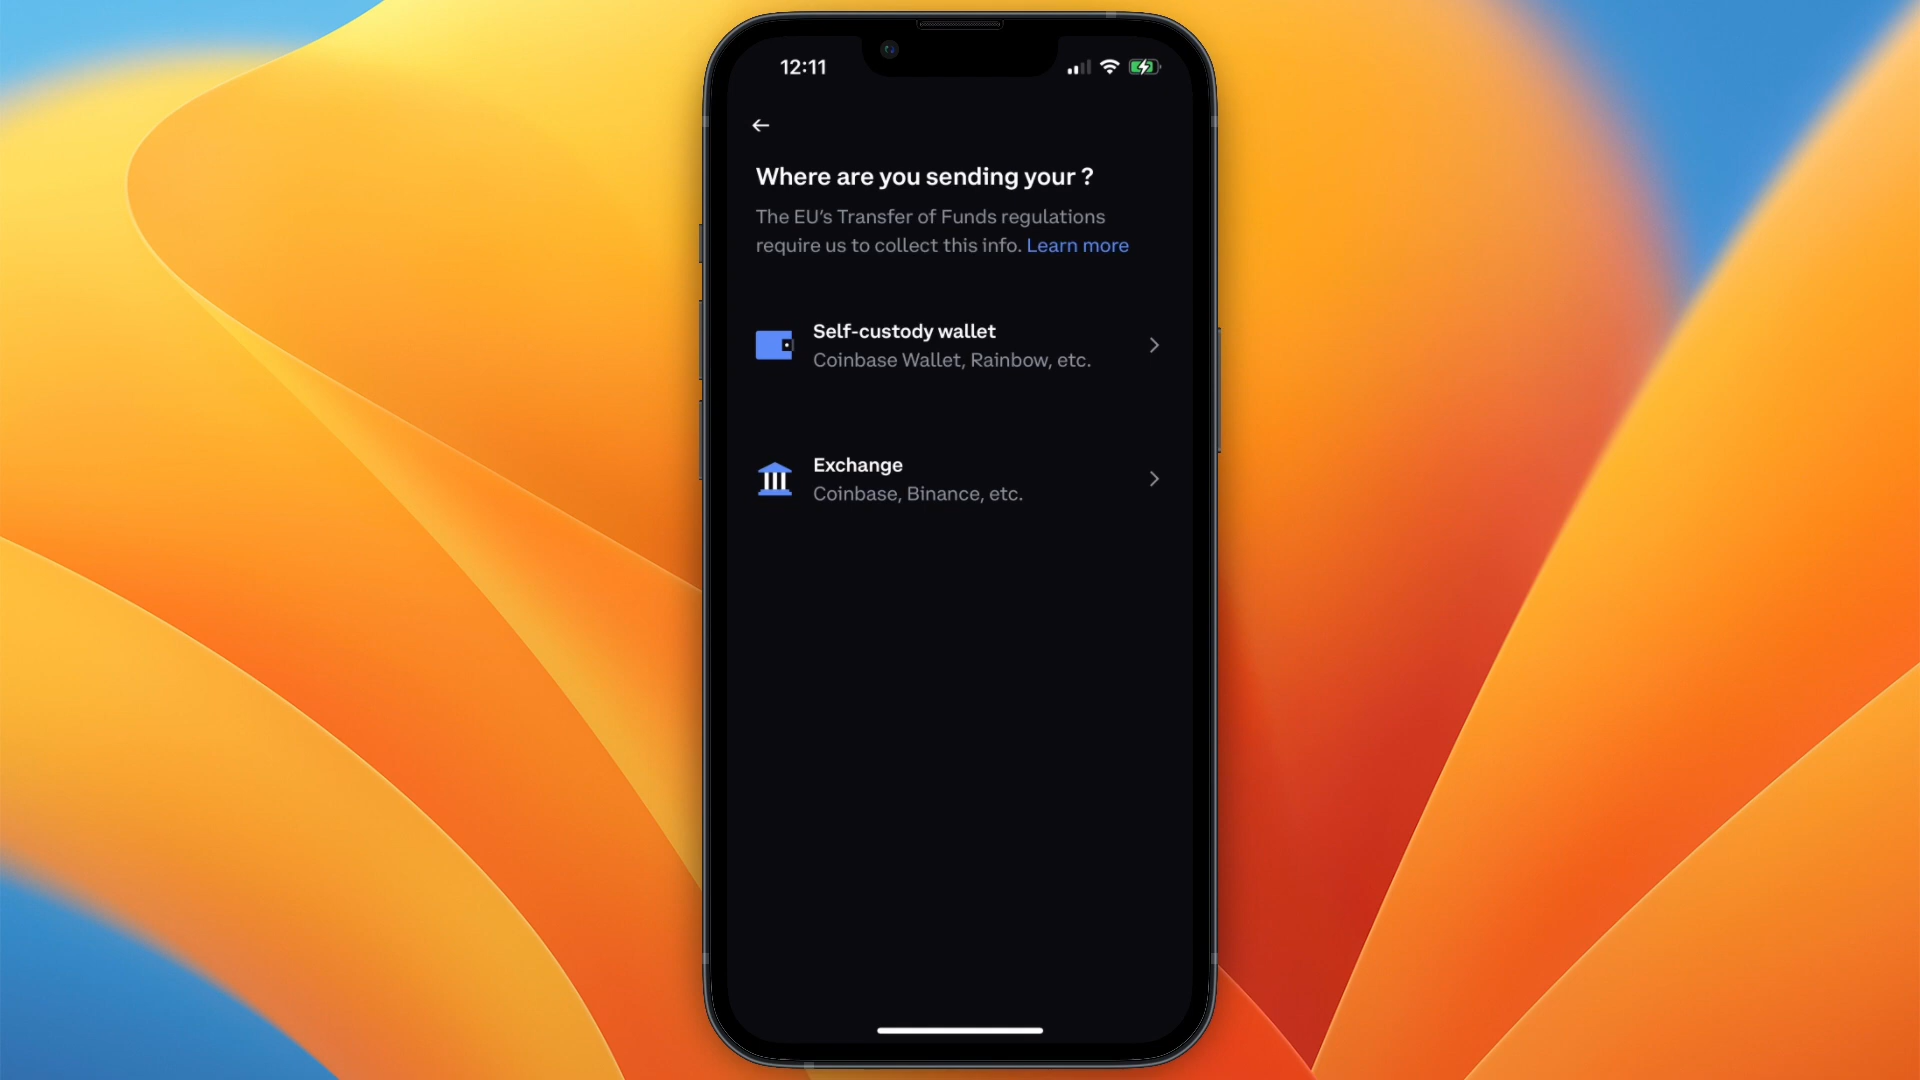 12:11
Where are you sending your ?
The EU's Transfer of Funds regulations
require us to collect this info. Learn more
Self-custody wallet
Coinbase Wallet, Rainbow, etc.
Exchange
Coinbase, Binance, etc.